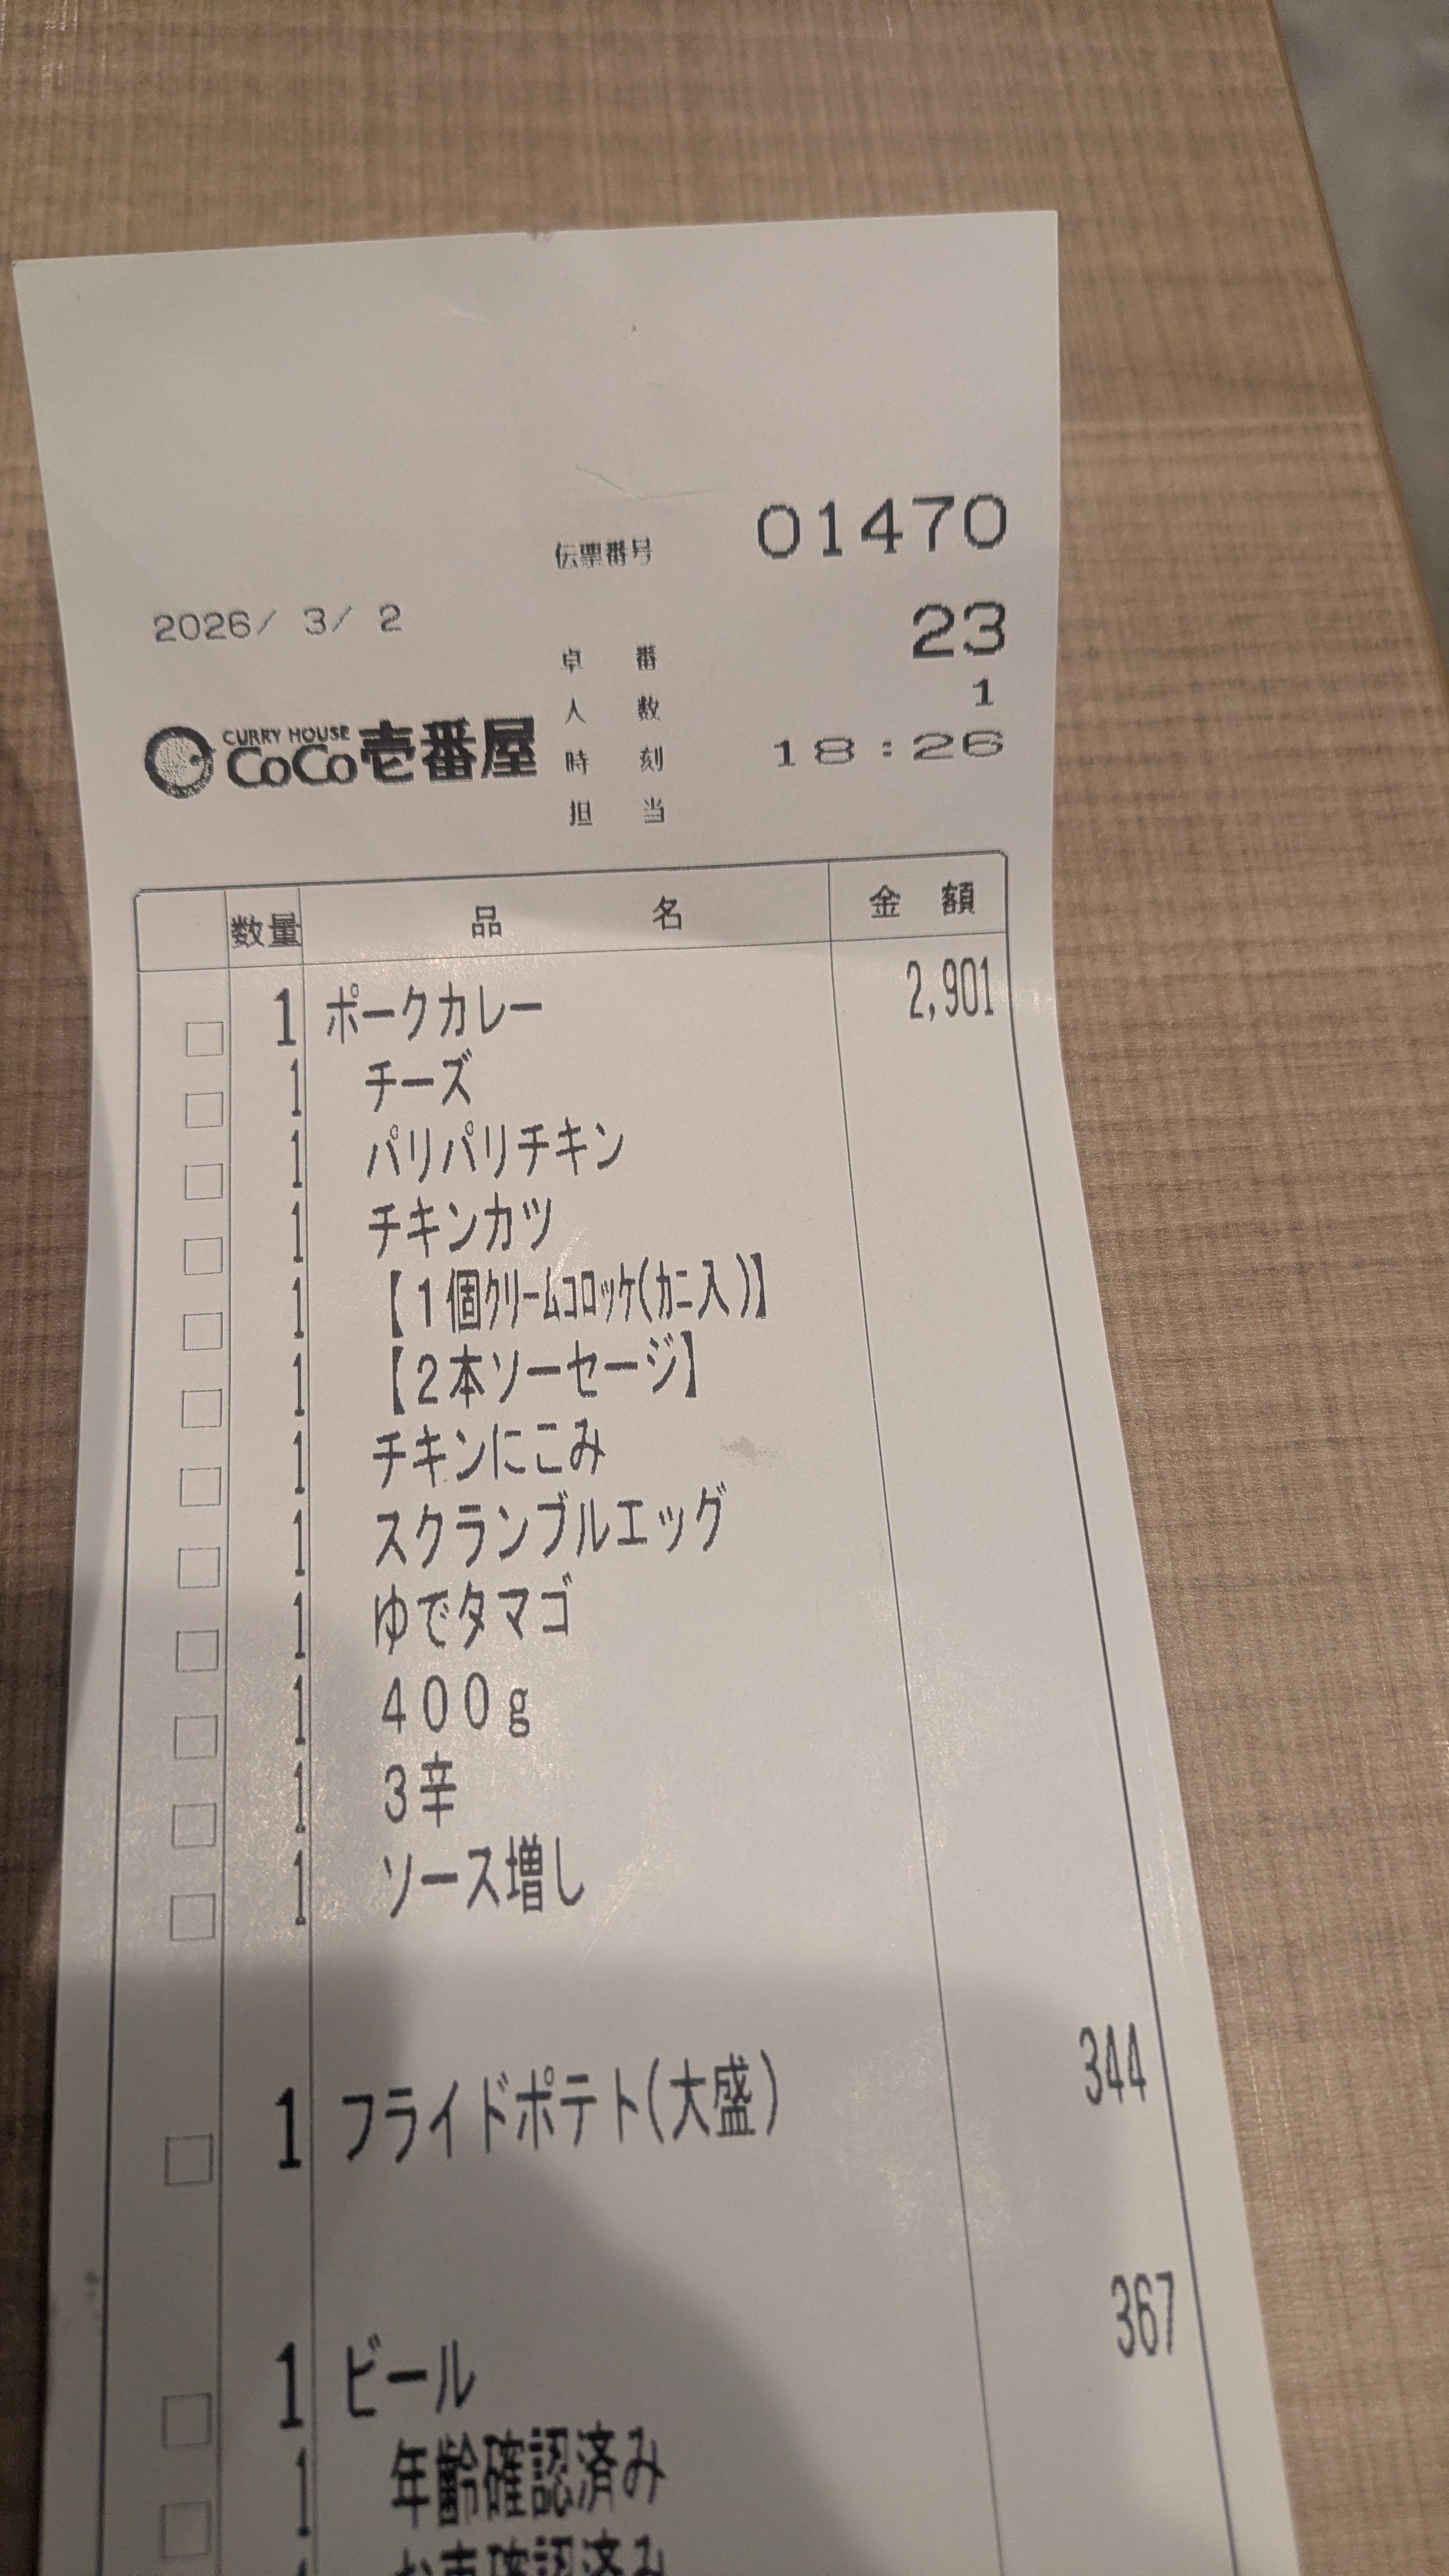 伝票番号 01470
2026/ 3/ 2
卓番 23
人数 1
CURRY HOUSE
CoCo壱番屋
時刻 18:26
担当
数量 品名 金額
1 ポークカレー 2,901
1 チーズ
1 パリパリチキン
1 チキンカツ
1 【1個クリームコロッケ(カニ入)】
1 【2本ソーセージ】
1 チキンにこみ
1 スクランブルエッグ
1 ゆでタマゴ
1 400g
1 3辛
1 ソース増し
1 フライドポテト(大盛) 344
1 ビール 367
1 年齢確認済み
1 お車確認済み